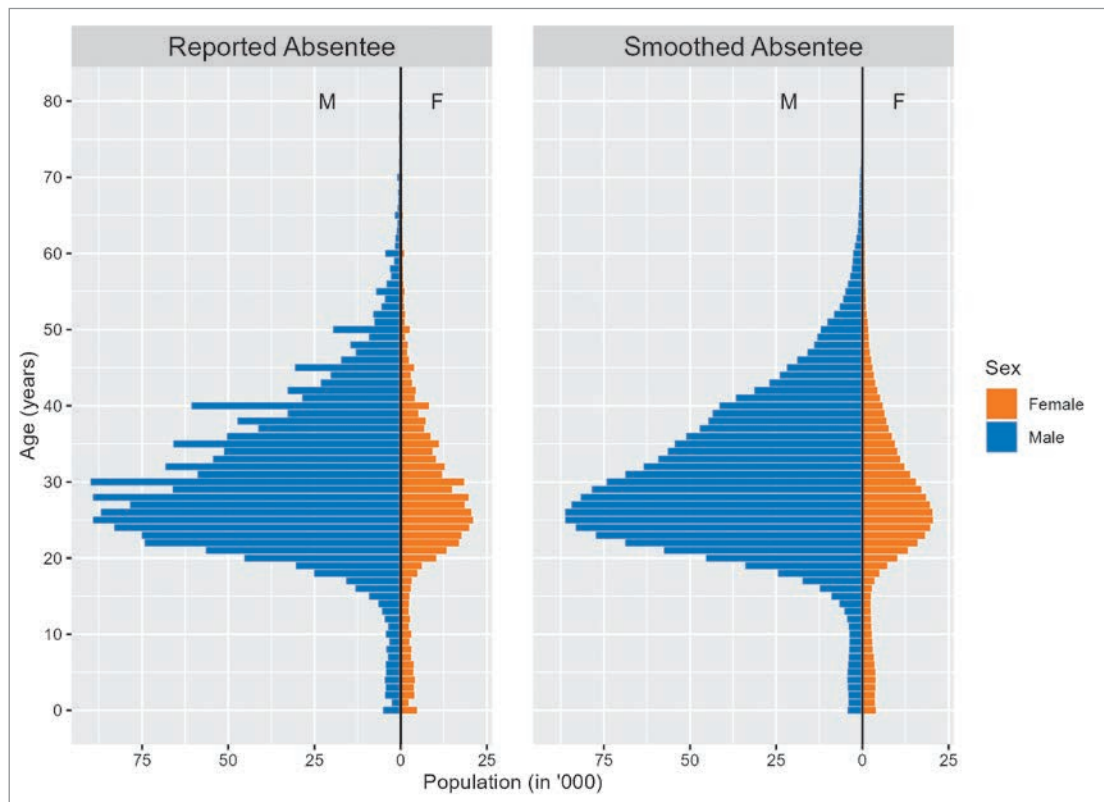 Reported Absentee
Smoothed Absentee
M F
M F
80
70
60
50
40
30
20
10
0
Age (years)
75 50 25 0 25
75 50 25 0 25
Population (in '000)
Sex
Female
Male